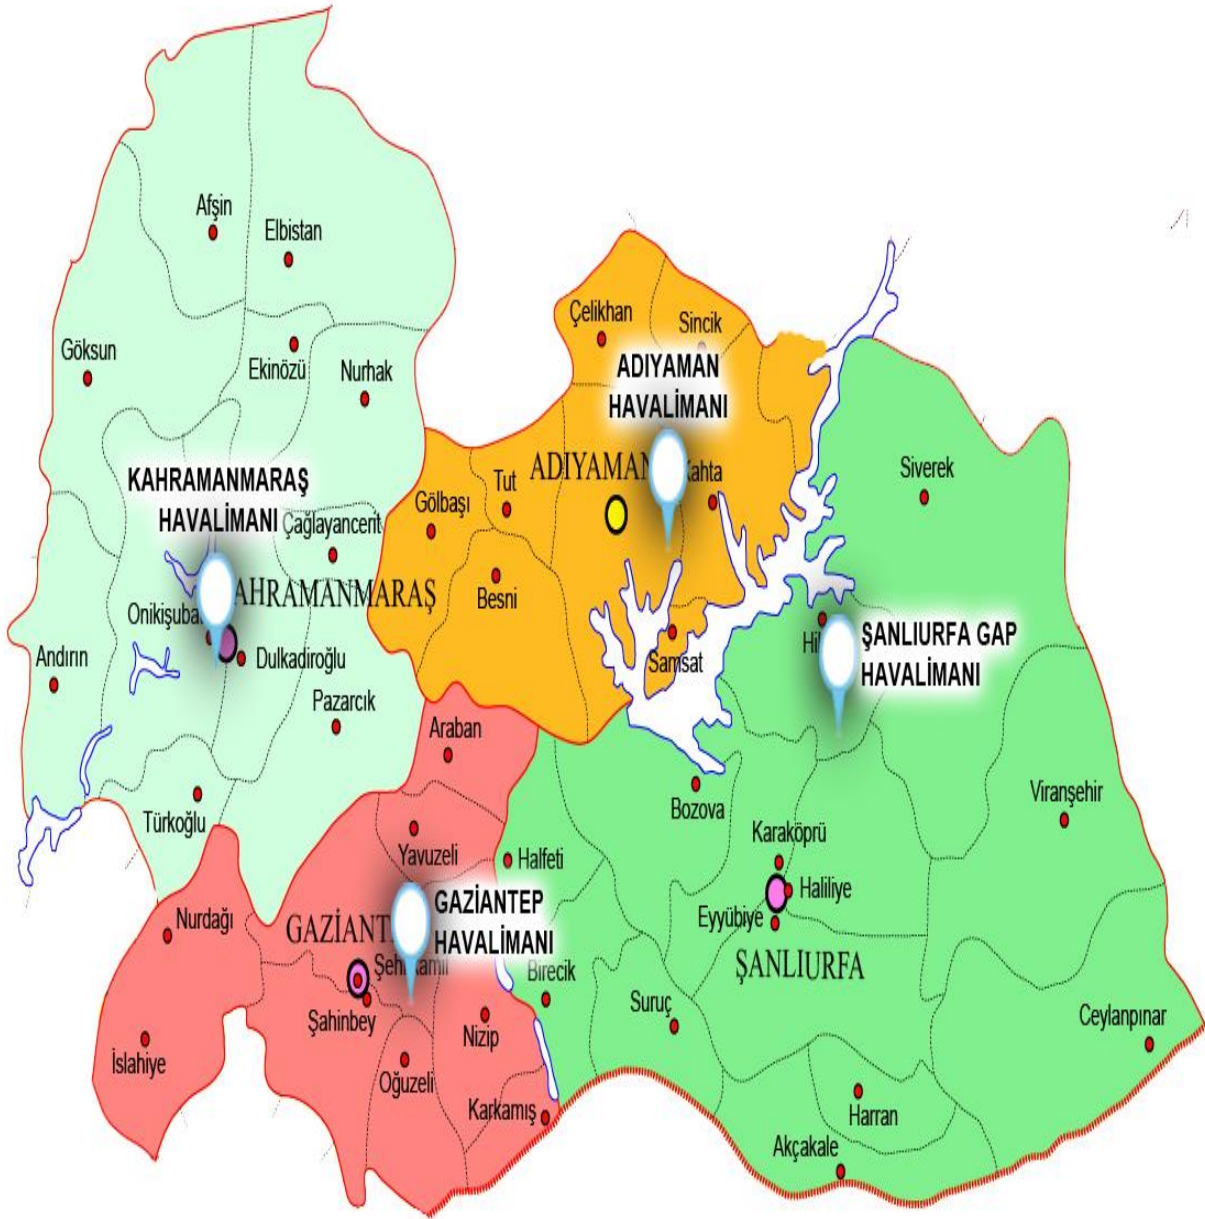 Afşin
Elbistan
Çelikhan
Sincik
Göksun
Ekinözü
Nurhak
ADIYAMAN
HAVALİMANI
KAHRAMANMARAŞ
HAVALİMANI
Siverek
ADIYAMAN
Tut
Gölbaşı
Çağlayancerit
Besni
AHRAMANMARAŞ
Dulkadiroğlu
Andırın
Samsat
ŞANLIURFA GAP
HAVALİMANI
Pazarcık
Araban
Türkoğlu
Bozova
Viranşehir
Yavuzeli
Halfeti
Karaköprü
Haliliye
Eyyübiye
Nurdağı
GAZİANTEP
HAVALİMANI
ŞANLIURFA
Birecik
Suruç
Şahinbey
Nizip
Ceylanpınar
İslahiye
Oğuzeli
Karkamış
Harran
Akçakale